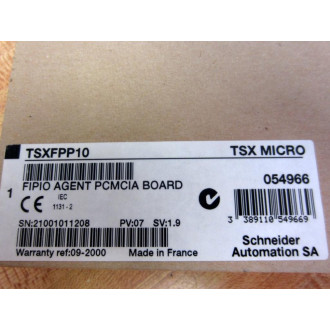 TSXFPP10 TSX MICRO
FIPIO AGENT PCMCIA BOARD 054966
1 CE IEC 1131-2
SN:21001011208 PV:07 SV:1.9
3 389110 549669
Warranty ref:09-2000 Made in France
Schneider
Automation SA